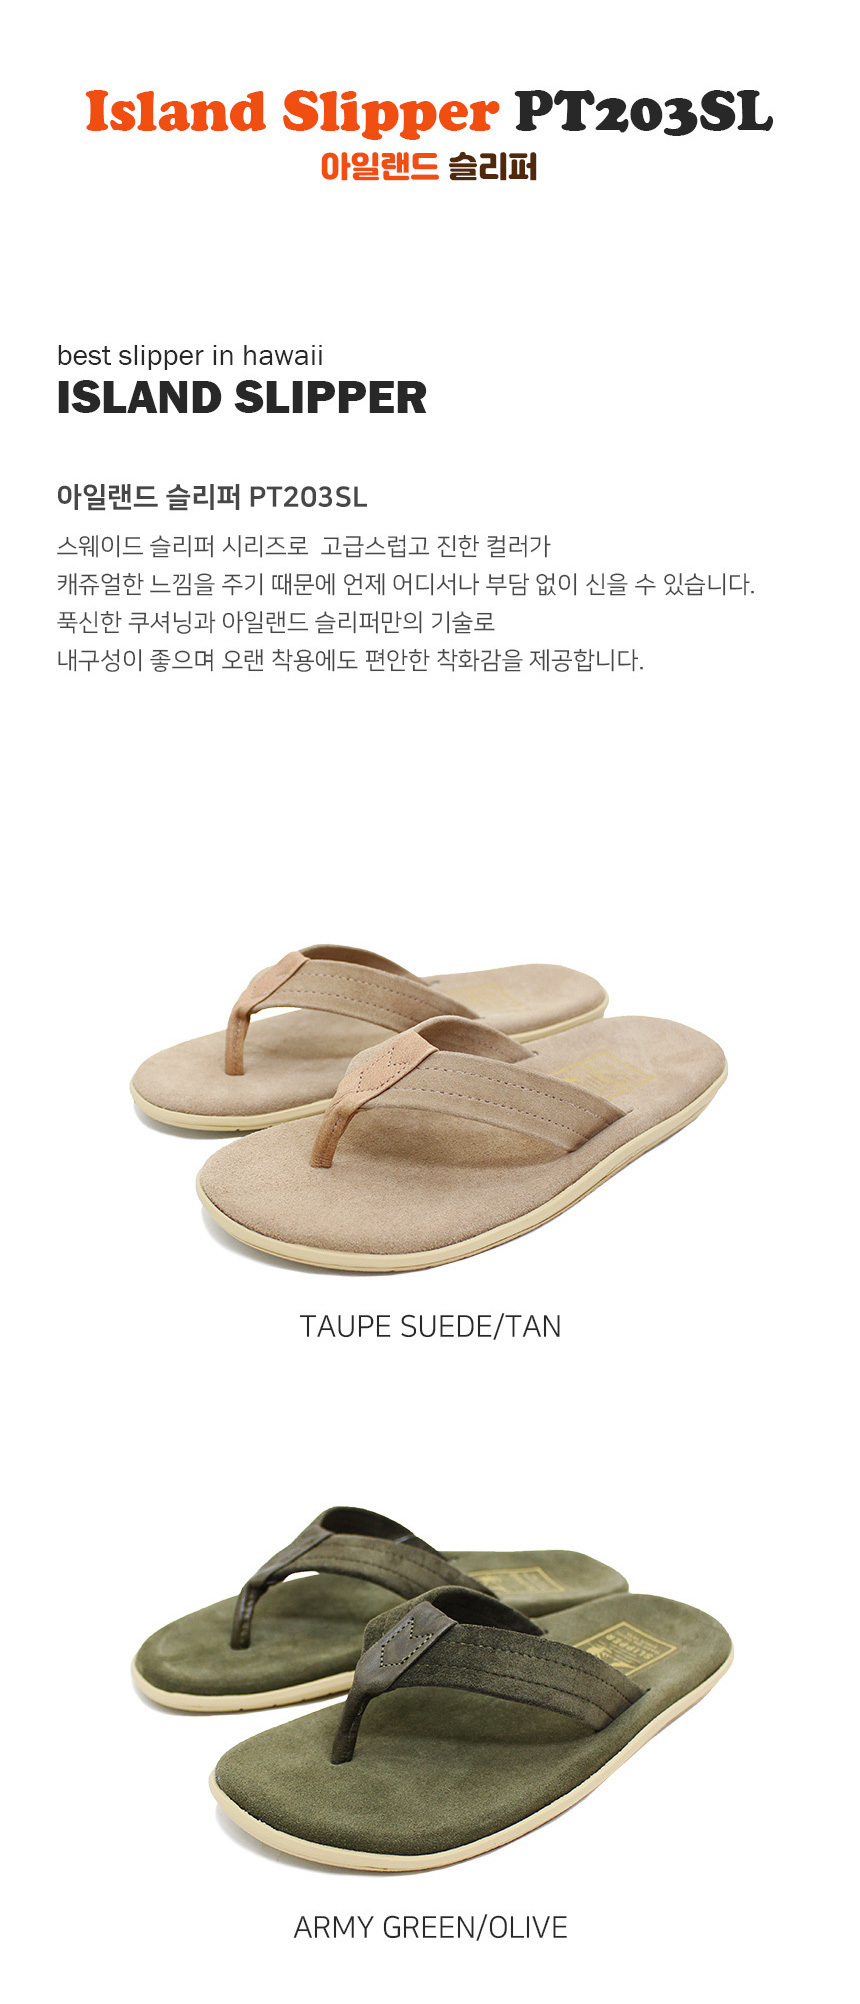 Island Slipper PT203SL
아일랜드 슬리퍼
best slipper in hawaii
ISLAND SLIPPER
아일랜드 슬리퍼 PT203SL
스웨이드 슬리퍼 시리즈로 고급스럽고 진한 컬러가
캐쥬얼한 느낌을 주기 때문에 언제 어디서나 부담 없이 신을 수 있습니다.
푹신한 쿠셔닝과 아일랜드 슬리퍼만의 기술로
내구성이 좋으며 오랜 착용에도 편안한 착화감을 제공합니다.
TAUPE SUEDE/TAN
SLIPPER
ARMY GREEN/OLIVE